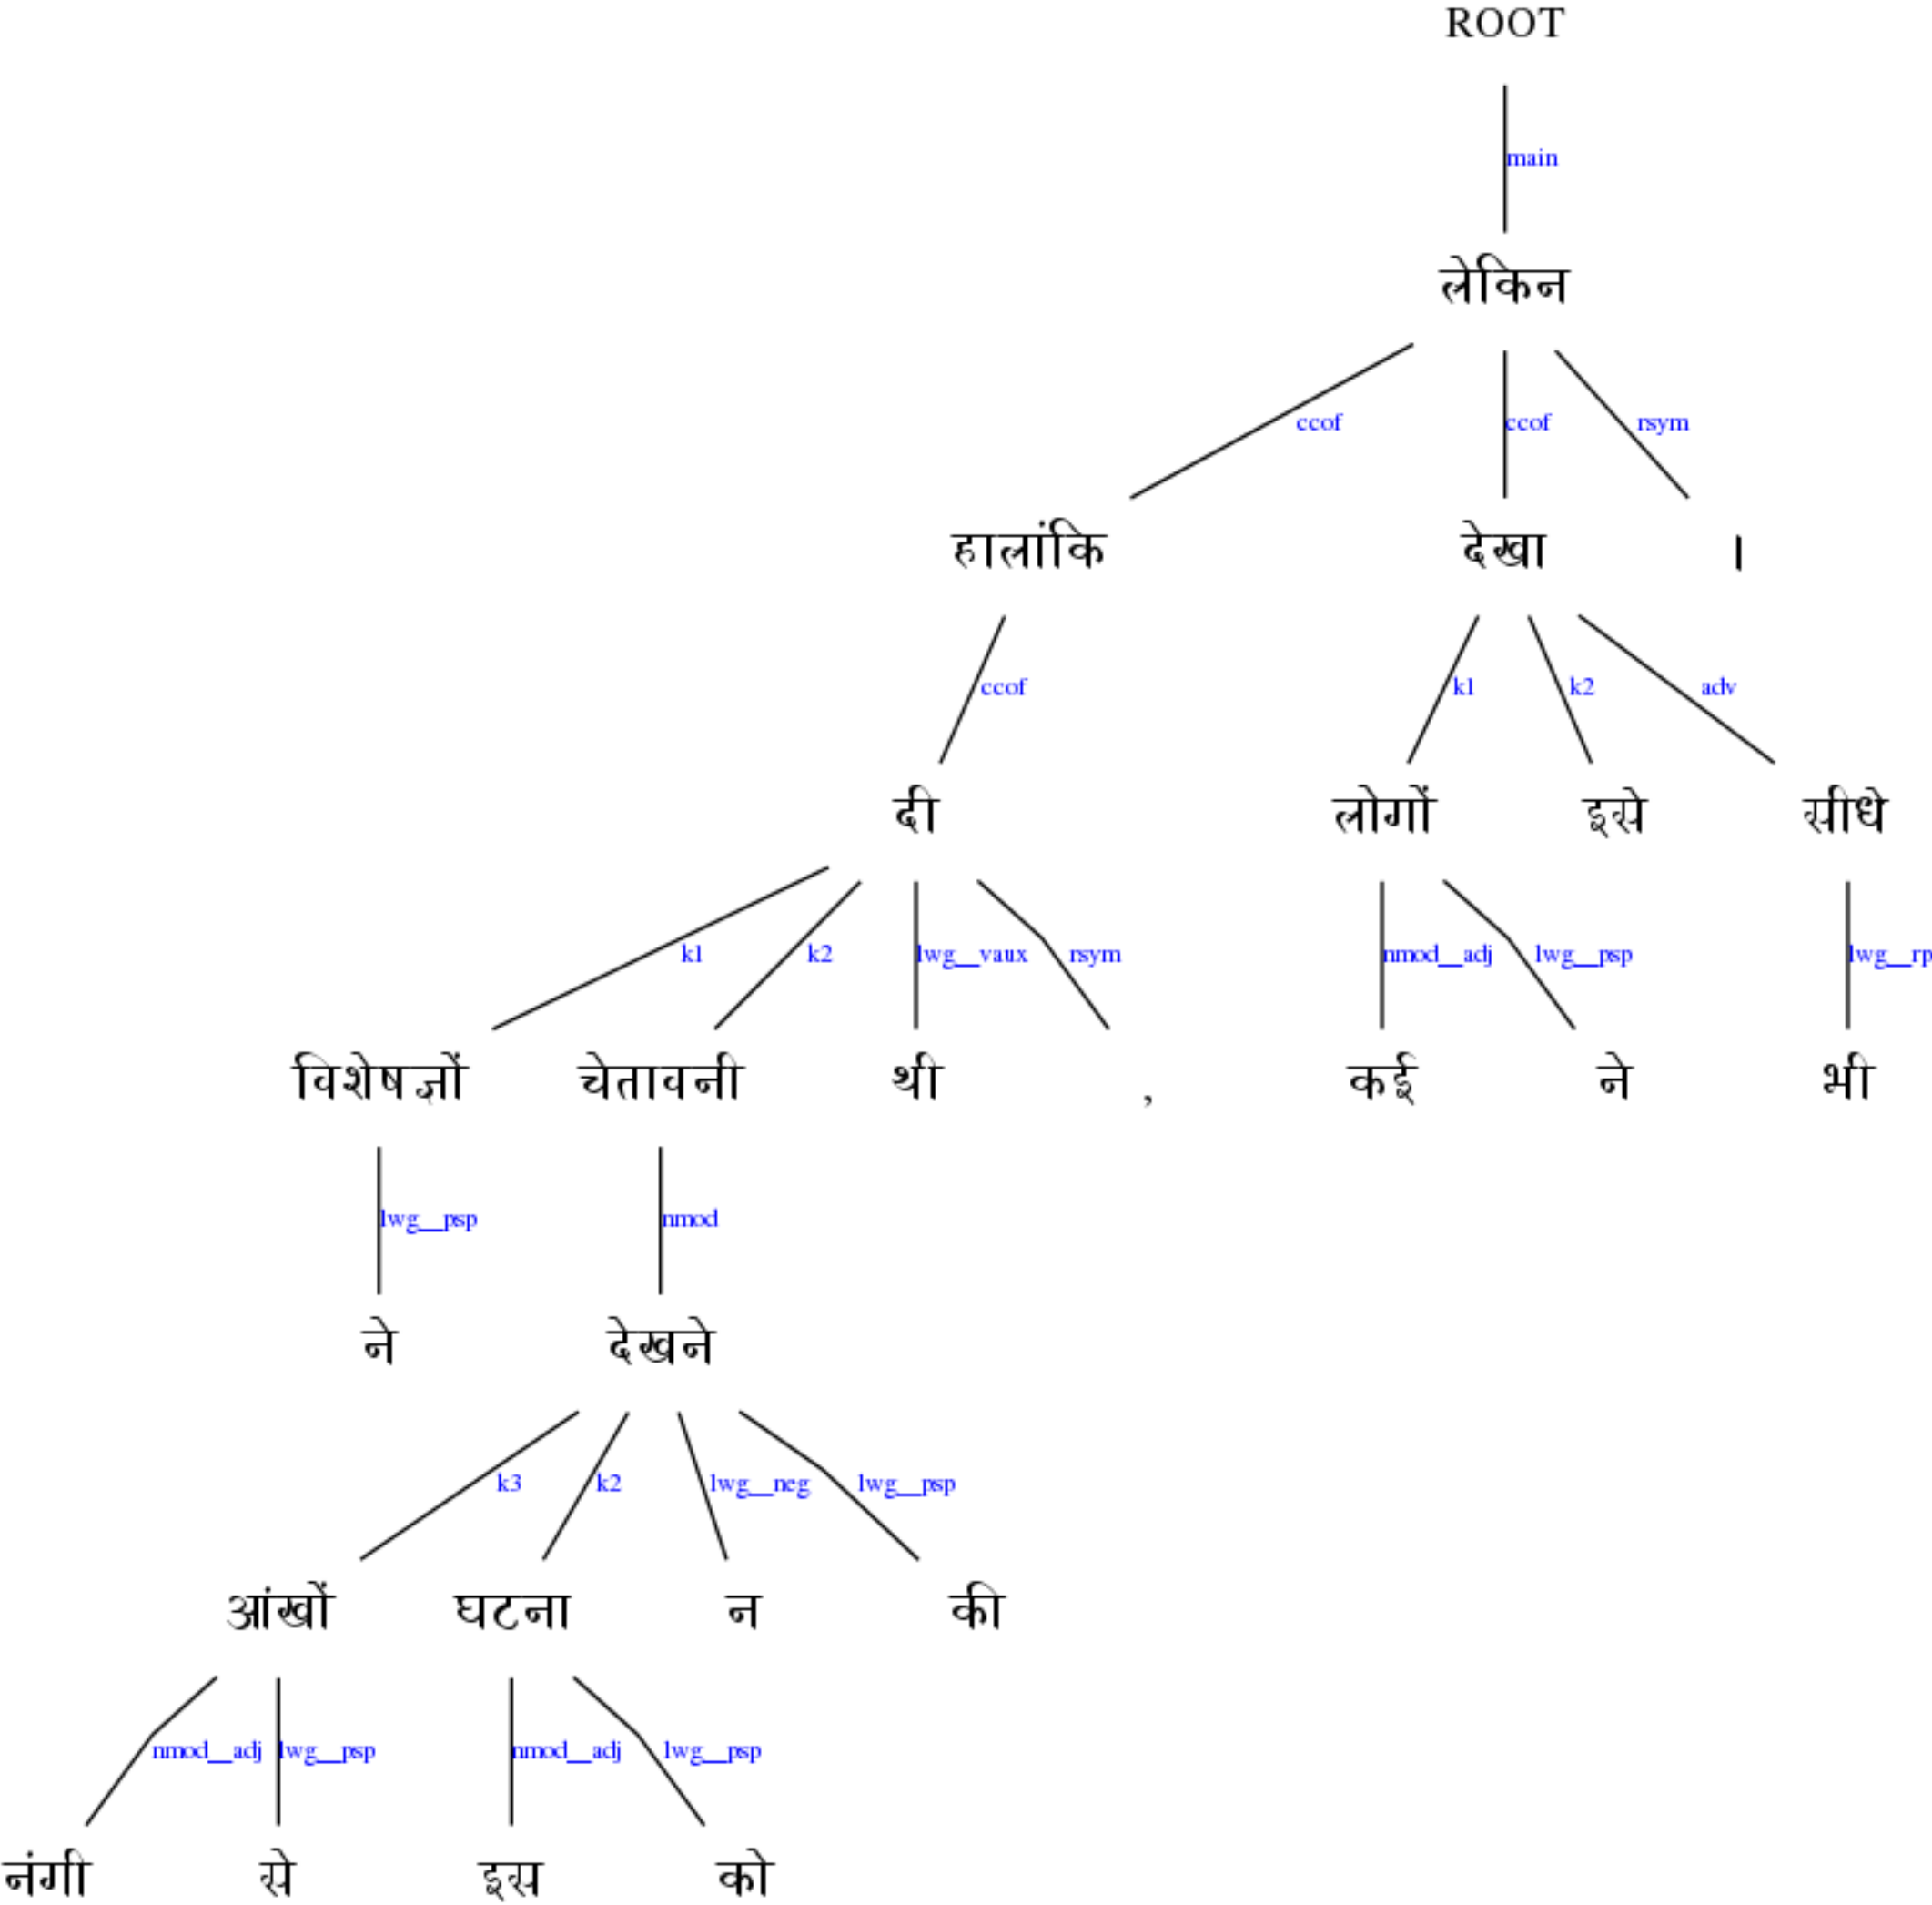 ROOT
main
लेकिन
ccof ccof rsym
हालांकि देखा ।
ccof k1 k2 adv
दी लोगों इसे सीधे
k1 k2 lwg__vaux rsym nmod__adj lwg__psp lwg__rp
विशेषज्ञों चेतावनी थी , कई ने भी
lwg__psp nmod
ने देखने
k3 k2 lwg__neg lwg__psp
आंखों घटना न की
nmod__adj lwg__psp nmod__adj lwg__psp
नंगी से इस को